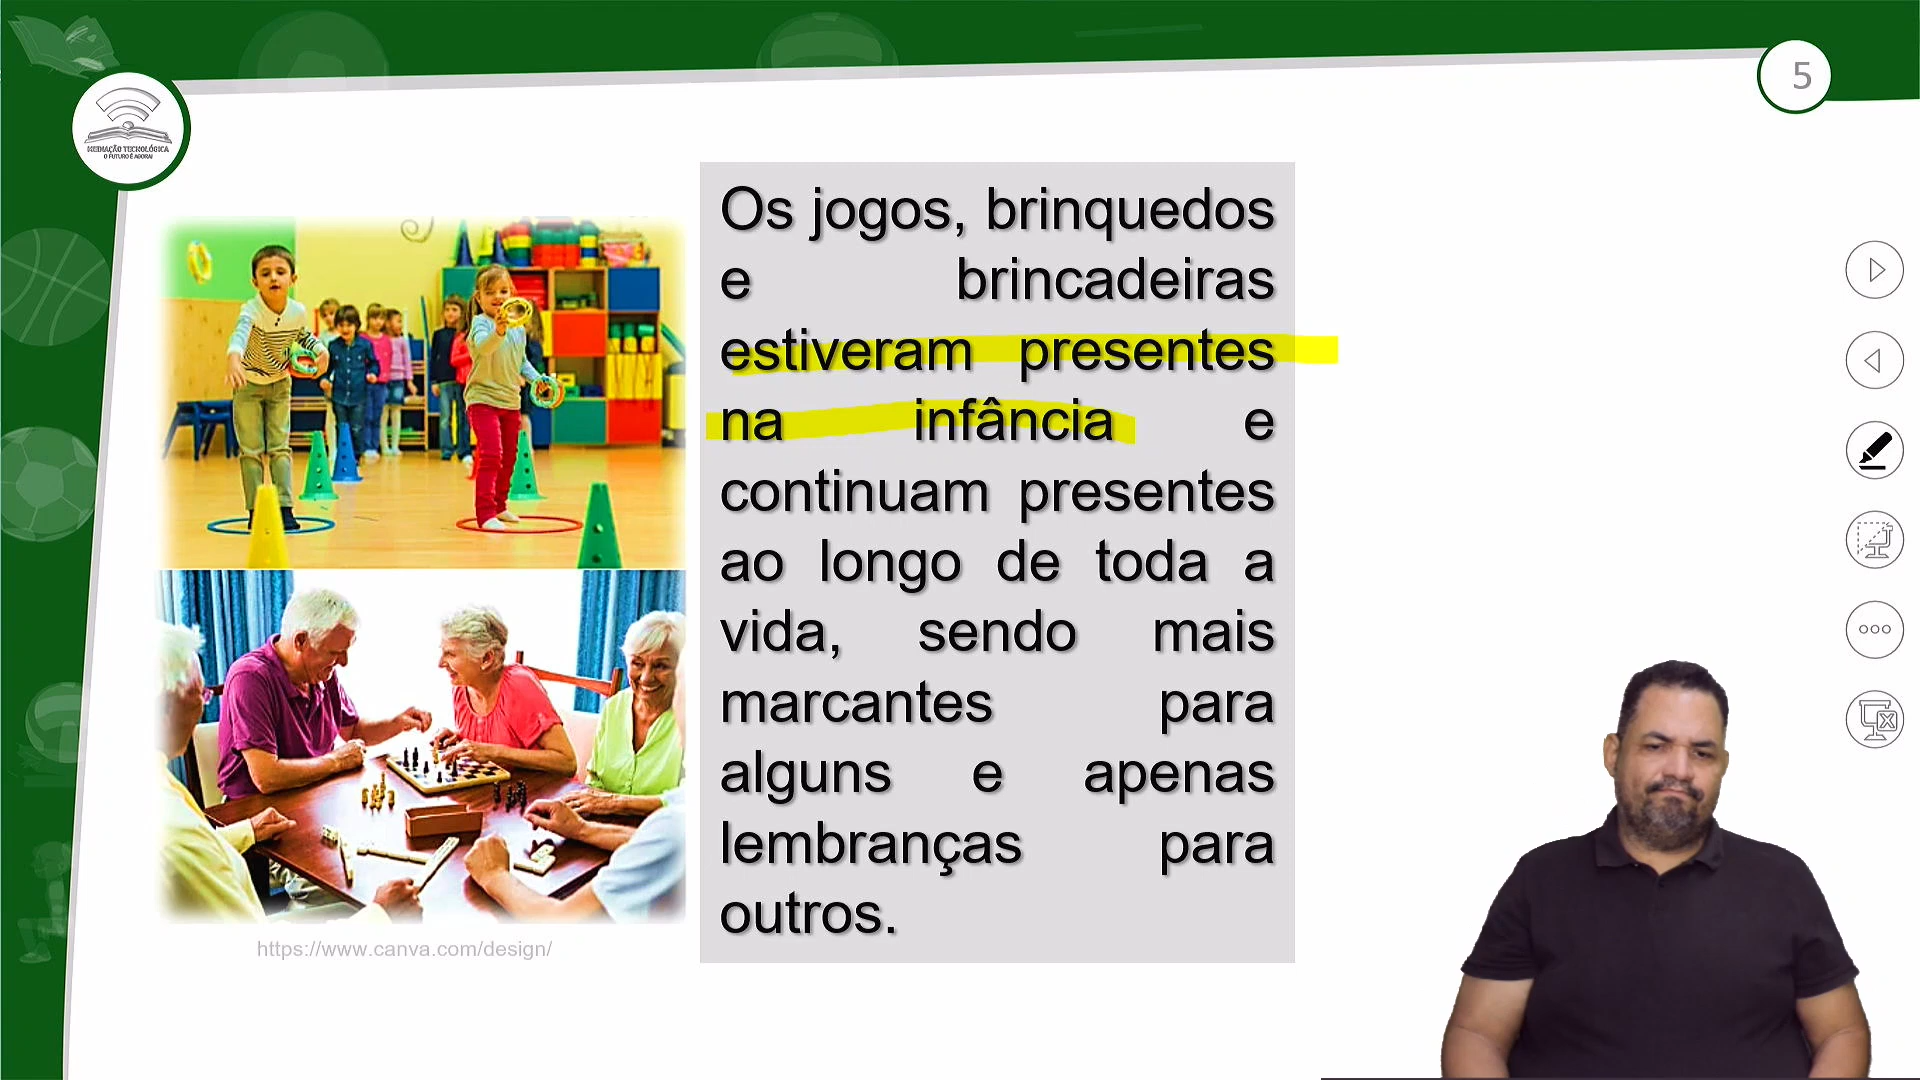 5
MEDIAÇÃO TECNOLÓGICA
O FUTURO É AGORA!
Os jogos, brinquedos
e brincadeiras
estiveram presentes
na infância e
continuam presentes
ao longo de toda a
vida, sendo mais
marcantes para
alguns e apenas
lembranças para
outros.
https://www.canva.com/design/